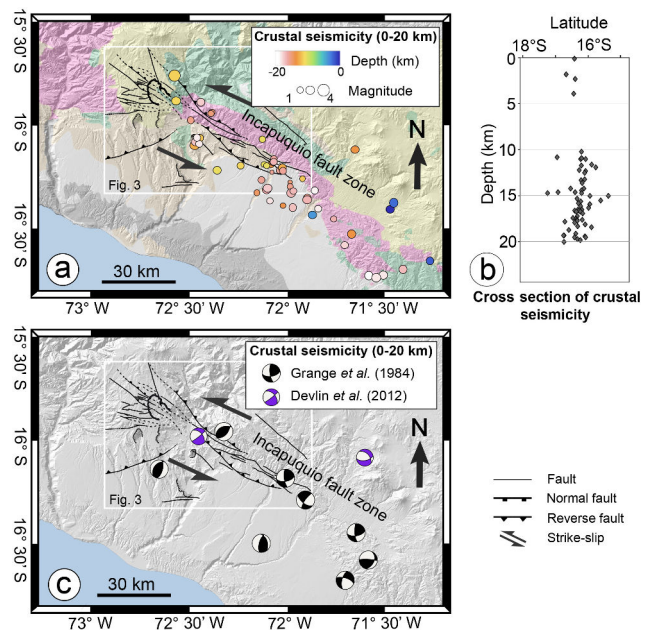 Crustal seismicity (0-20 km)
-20
0
Depth (km)
1
4
Magnitude
Incapuquio fault zone
N
Fig. 3
a
30 km
15° 30' S
16° S
16° 30' S
73° W
72.50° W
72° W
71.50° W
Latitude
18°S
16°S
0
5
10
15
20
Depth (km)
b
Cross section of crustal
seismicity
Crustal seismicity (0-20 km)
Grange et al. (1984)
Devlin et al. (2012)
Incapuquio fault zone
N
Fig. 3
c
30 km
15° 30' S
16° S
16° 30' S
73° W
72.50° W
72° W
71.50° W
Fault
Normal fault
Reverse fault
Strike-slip